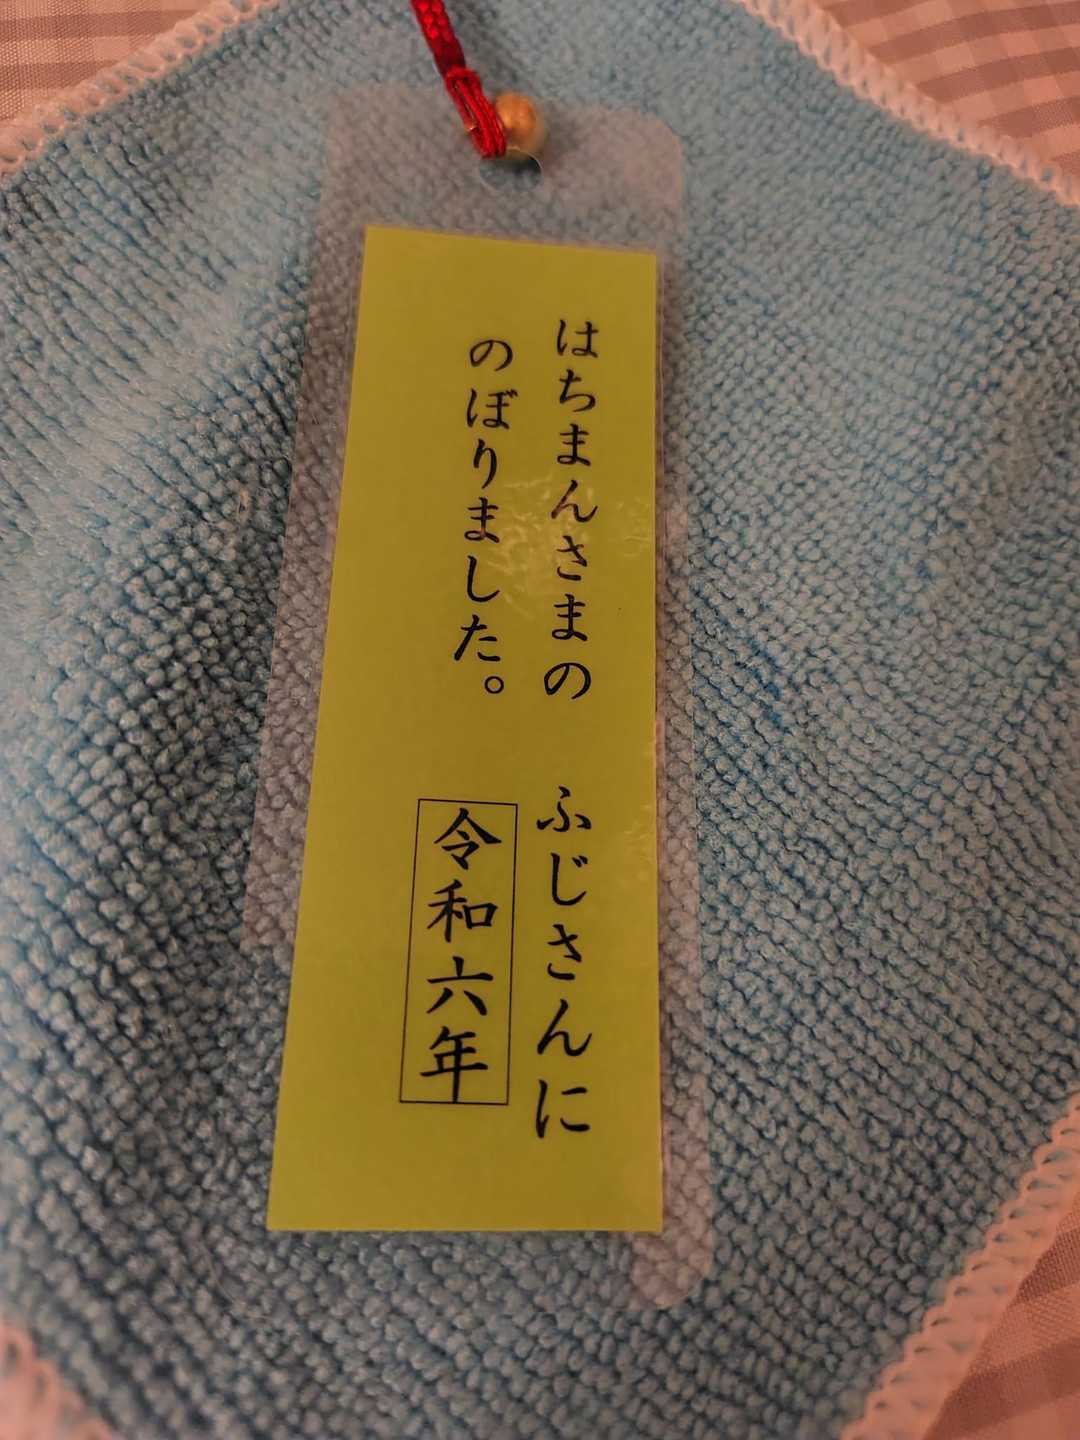 はちまんさまの　ふじさんに
のぼりました。
令和六年